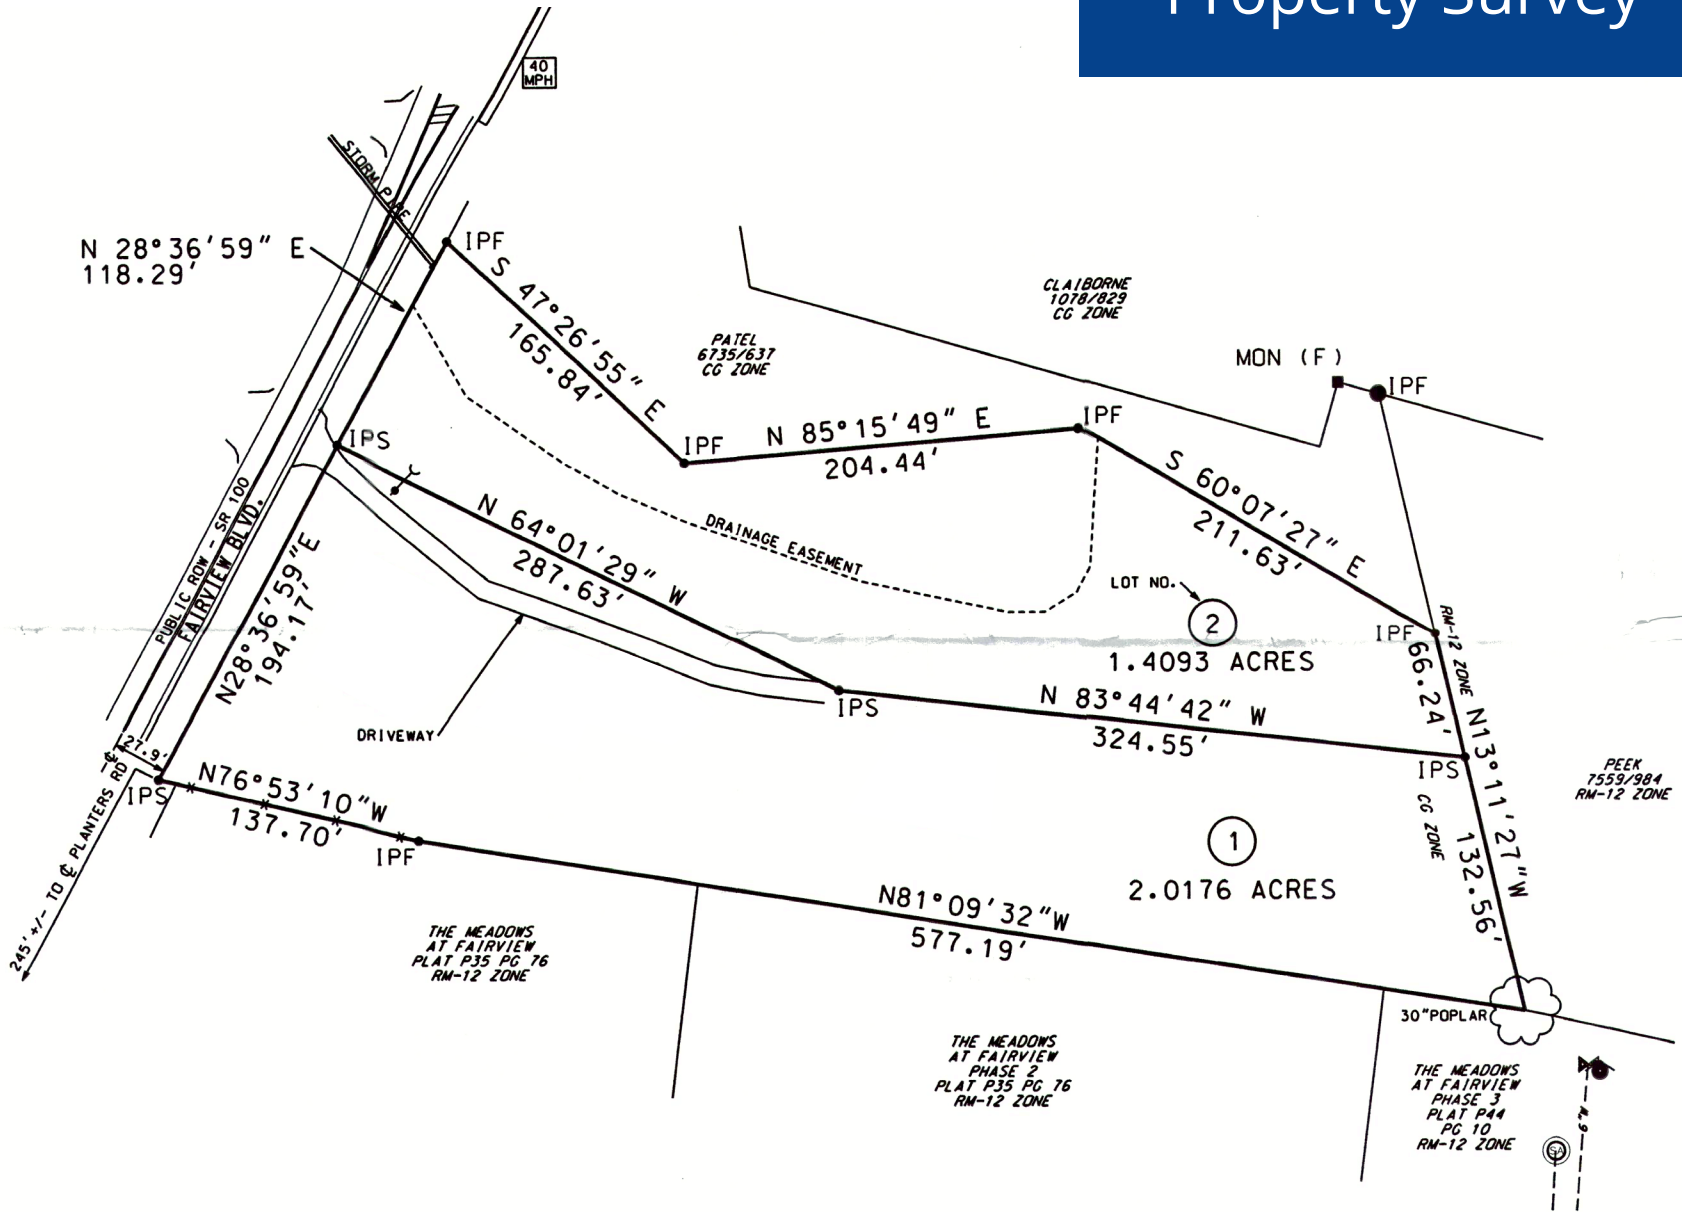 Property Survey
40
MPH
STORM PIPE
N 28°36'59" E
118.29'
IPF
S 47°26'55" E
165.84'
PATEL
6735/637
CG ZONE
CLAIBORNE
1078/829
CG ZONE
MON (F)
IPF
IPF
N 85°15'49" E
204.44'
IPF
S 60°07'27" E
211.63'
IPS
N 64°01'29" W
287.63'
DRAINAGE EASEMENT
LOT NO.
2
1.4093 ACRES
IPF
66.24'
RM-12 ZONE
PUBLIC ROW - SR 100
FAIRVIEW BLVD.
N28°36'59"E
194.17'
DRIVEWAY
IPS
N 83°44'42" W
324.55'
IPS
N13°11'27"W
132.56'
CG ZONE
PEEK
7559/984
RM-12 ZONE
27.9'
℄
IPS
245' +/- TO ℄ PLANTERS RD
N76°53'10"W
137.70'
IPF
1
2.0176 ACRES
N81°09'32"W
577.19'
THE MEADOWS
AT FAIRVIEW
PLAT P35 PG 76
RM-12 ZONE
THE MEADOWS
AT FAIRVIEW
PHASE 2
PLAT P35 PG 76
RM-12 ZONE
30"POPLAR
THE MEADOWS
AT FAIRVIEW
PHASE 3
PLAT P44
PG 10
RM-12 ZONE
SA